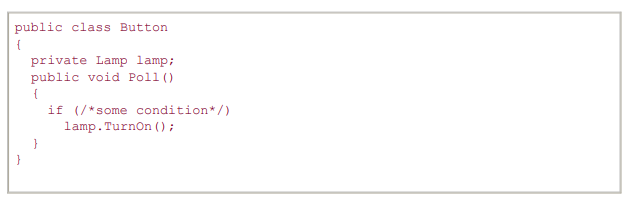 public class Button
{
  private Lamp lamp;
  public void Poll()
  {
    if (/*some condition*/)
      lamp.TurnOn();
  }
}